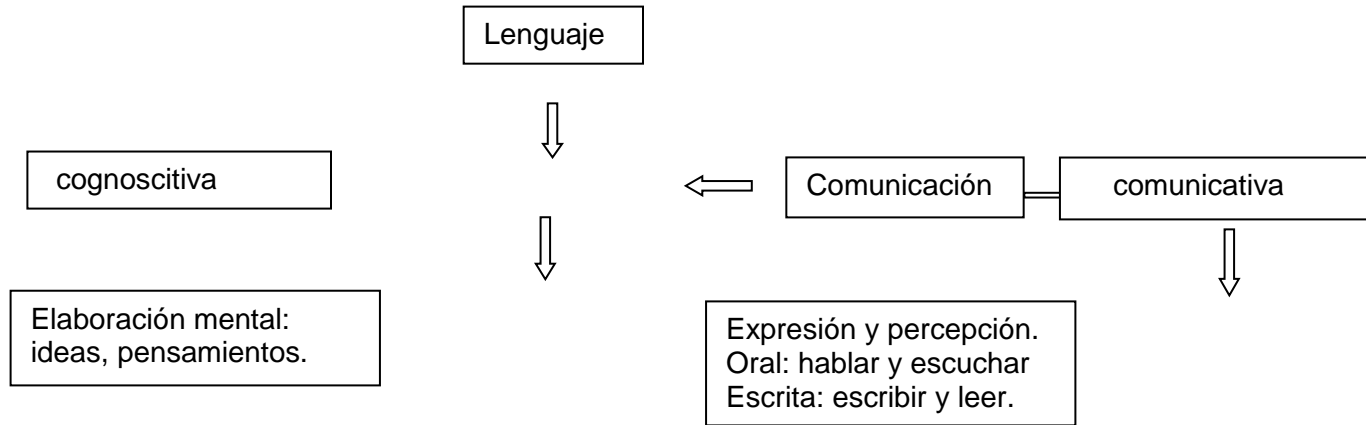 Lenguaje
cognoscitiva
Comunicación
comunicativa
Elaboración mental:
ideas, pensamientos.
Expresión y percepción.
Oral: hablar y escuchar
Escrita: escribir y leer.